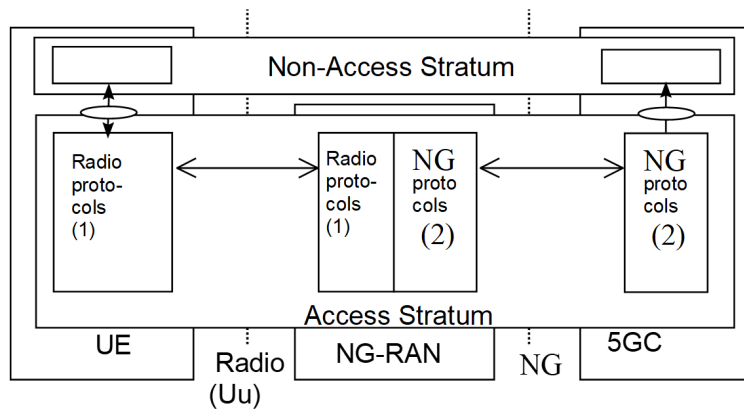 Non-Access Stratum
Radio
proto-
cols
(1)
Radio
proto-
cols
(1)
NG
proto
cols
(2)
NG
proto
cols
(2)
Access Stratum
UE
Radio
(Uu)
NG-RAN
NG
5GC